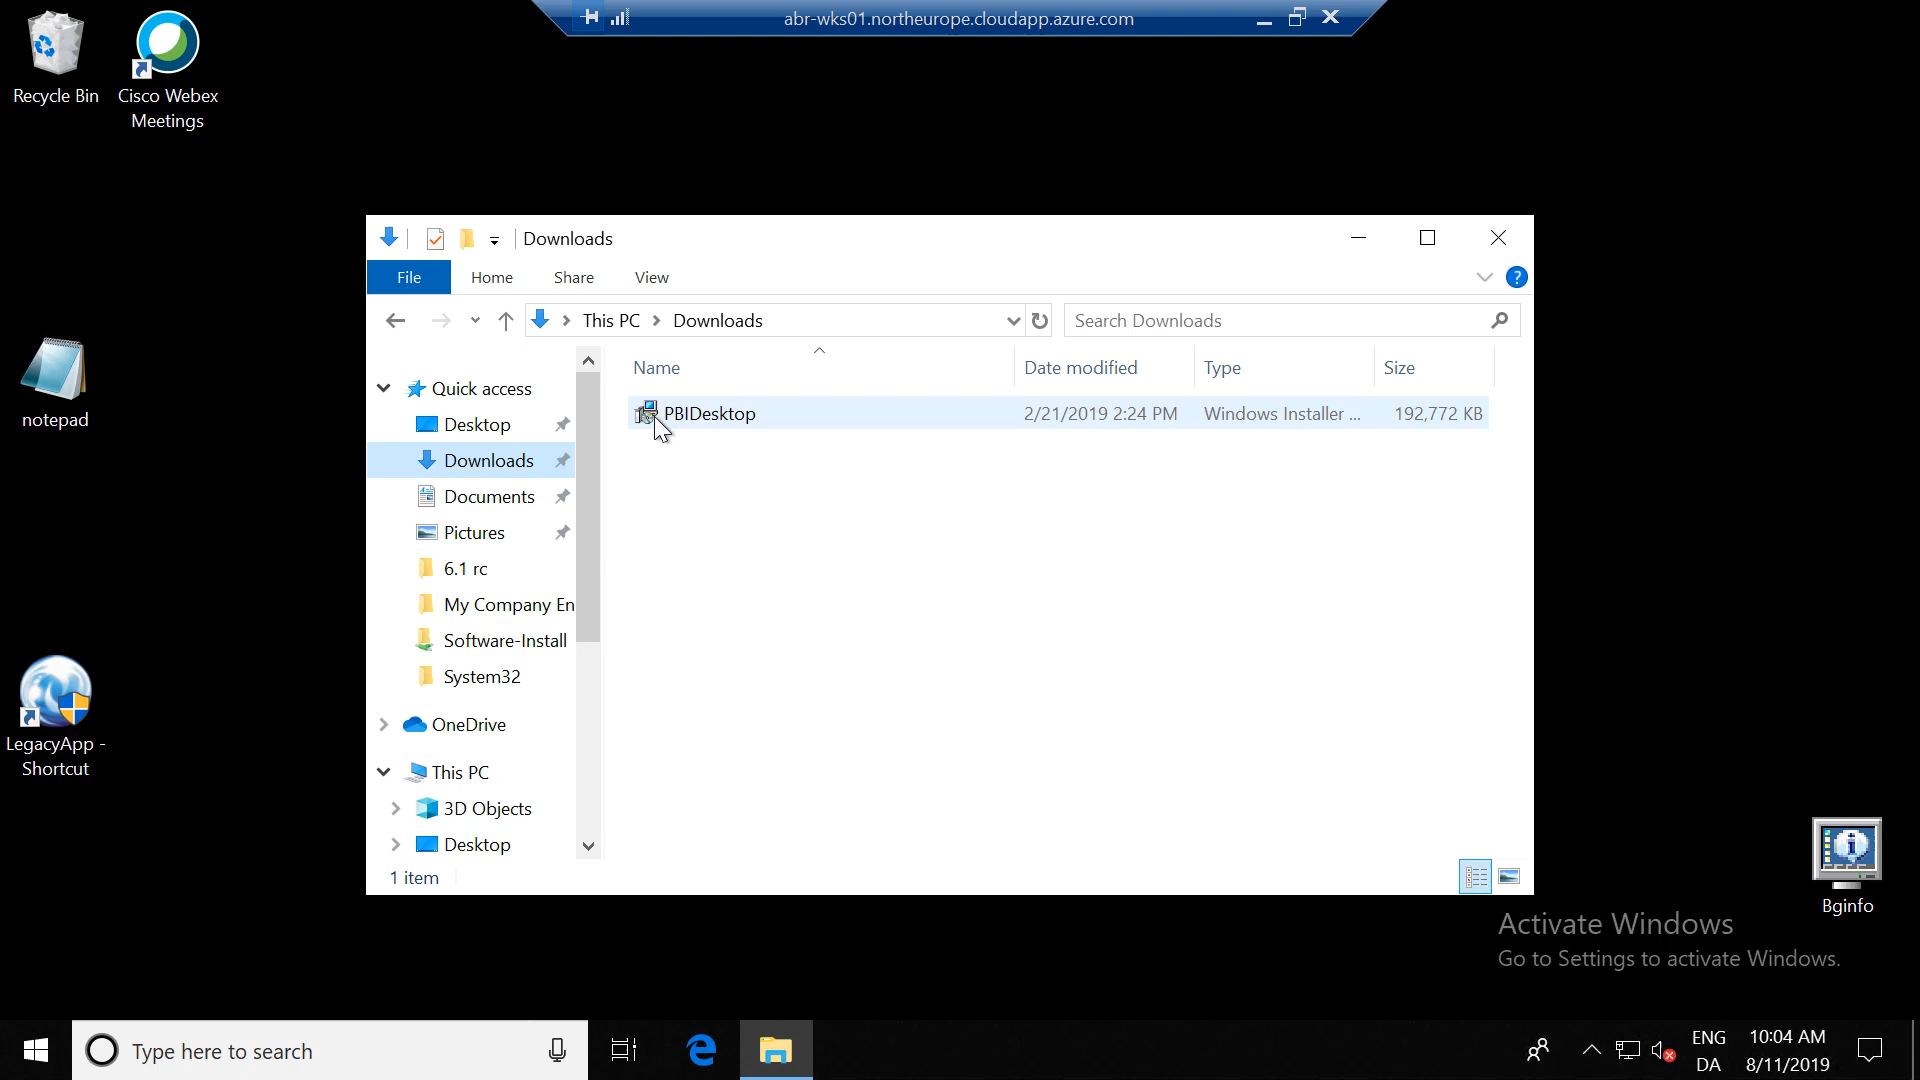 abr-wks01.northeurope.cloudapp.azure.com
Recycle Bin
Cisco Webex
Meetings
notepad
LegacyApp -
Shortcut
Downloads
File Home Share View
?
This PC Downloads
Search Downloads
Name Date modified Type Size
PBIDesktop 2/21/2019 2:24 PM Windows Installer ... 192,772 KB
Quick access
Desktop
Downloads
Documents
Pictures
6.1 rc
My Company En
Software-Install
System32
OneDrive
This PC
3D Objects
Desktop
1 item
Bginfo
Activate Windows
Go to Settings to activate Windows.
Type here to search
ENG
DA
10:04 AM
8/11/2019